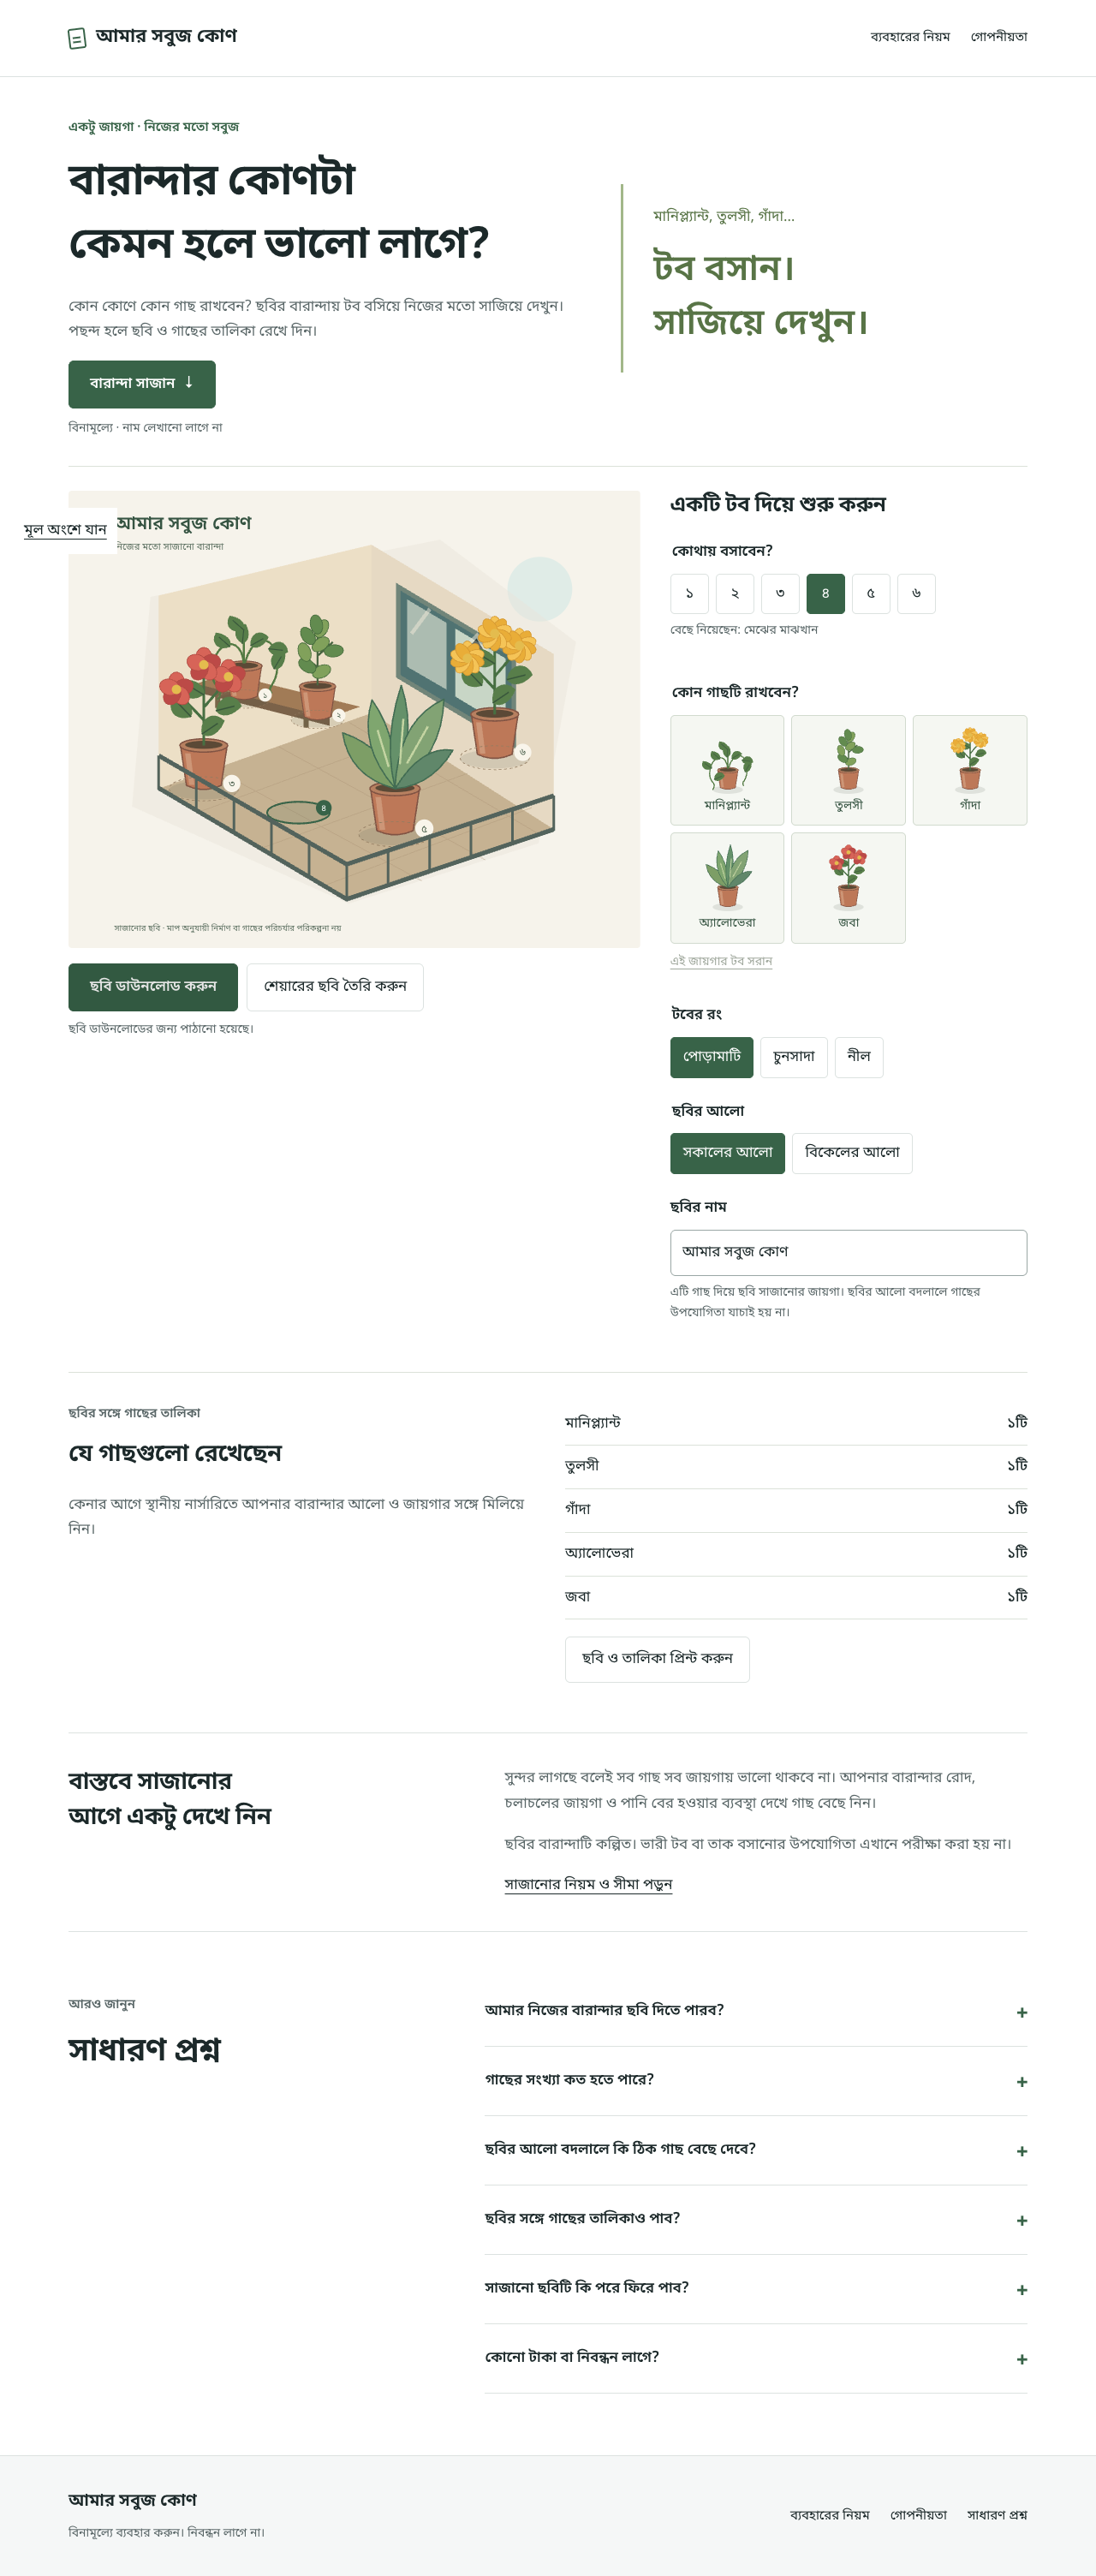 আমার সবুজ কোণ
ব্যবহারের নিয়ম
গোপনীয়তা
একটু জায়গা · নিজের মতো সবুজ
বারান্দার কোণটা
কেমন হলে ভালো লাগে?
কোন কোণে কোন গাছ রাখবেন? ছবির বারান্দায় টব বসিয়ে নিজের মতো সাজিয়ে দেখুন।
পছন্দ হলে ছবি ও গাছের তালিকা রেখে দিন।
বারান্দা সাজান ↓
বিনামূল্যে · নাম লেখানো লাগে না
মানিপ্ল্যান্ট, তুলসী, গাঁদা...
টব বসান।
সাজিয়ে দেখুন।
মূল অংশে যান
আমার সবুজ কোণ
নিজের মতো সাজানো বারান্দা
১
২
৩
৪
৫
৬
সাজানোর ছবি · মাপ অনুযায়ী নির্মাণ বা গাছের পরিচর্যার পরিকল্পনা নয়
ছবি ডাউনলোড করুন
শেয়ারের ছবি তৈরি করুন
ছবি ডাউনলোডের জন্য পাঠানো হয়েছে।
একটি টব দিয়ে শুরু করুন
কোথায় বসাবেন?
১ ২ ৩ ৪ ৫ ৬
বেছে নিয়েছেন: মেঝের মাঝখান
কোন গাছটি রাখবেন?
মানিপ্ল্যান্ট
তুলসী
গাঁদা
অ্যালোভেরা
জবা
এই জায়গার টব সরান
টবের রং
পোড়ামাটি
চুনসাদা
নীল
ছবির আলো
সকালের আলো
বিকেলের আলো
ছবির নাম
আমার সবুজ কোণ
এটি গাছ দিয়ে ছবি সাজানোর জায়গা। ছবির আলো বদলালে গাছের
উপযোগিতা যাচাই হয় না।
ছবির সঙ্গে গাছের তালিকা
যে গাছগুলো রেখেছেন
কেনার আগে স্থানীয় নার্সারিতে আপনার বারান্দার আলো ও জায়গার সঙ্গে মিলিয়ে
নিন।
মানিপ্ল্যান্ট ১টি
তুলসী ১টি
গাঁদা ১টি
অ্যালোভেরা ১টি
জবা ১টি
ছবি ও তালিকা প্রিন্ট করুন
বাস্তবে সাজানোর
আগে একটু দেখে নিন
সুন্দর লাগছে বলেই সব গাছ সব জায়গায় ভালো থাকবে না। আপনার বারান্দার রোদ,
চলাচলের জায়গা ও পানি বের হওয়ার ব্যবস্থা দেখে গাছ বেছে নিন।
ছবির বারান্দাটি কল্পিত। ভারী টব বা তাক বসানোর উপযোগিতা এখানে পরীক্ষা করা হয় না।
সাজানোর নিয়ম ও সীমা পড়ুন
আরও জানুন
সাধারণ প্রশ্ন
আমার নিজের বারান্দার ছবি দিতে পারব? +
গাছের সংখ্যা কত হতে পারে? +
ছবির আলো বদলালে কি ঠিক গাছ বেছে দেবে? +
ছবির সঙ্গে গাছের তালিকাও পাব? +
সাজানো ছবিটি কি পরে ফিরে পাব? +
কোনো টাকা বা নিবন্ধন লাগে? +
আমার সবুজ কোণ
বিনামূল্যে ব্যবহার করুন। নিবন্ধন লাগে না।
ব্যবহারের নিয়ম
গোপনীয়তা
সাধারণ প্রশ্ন